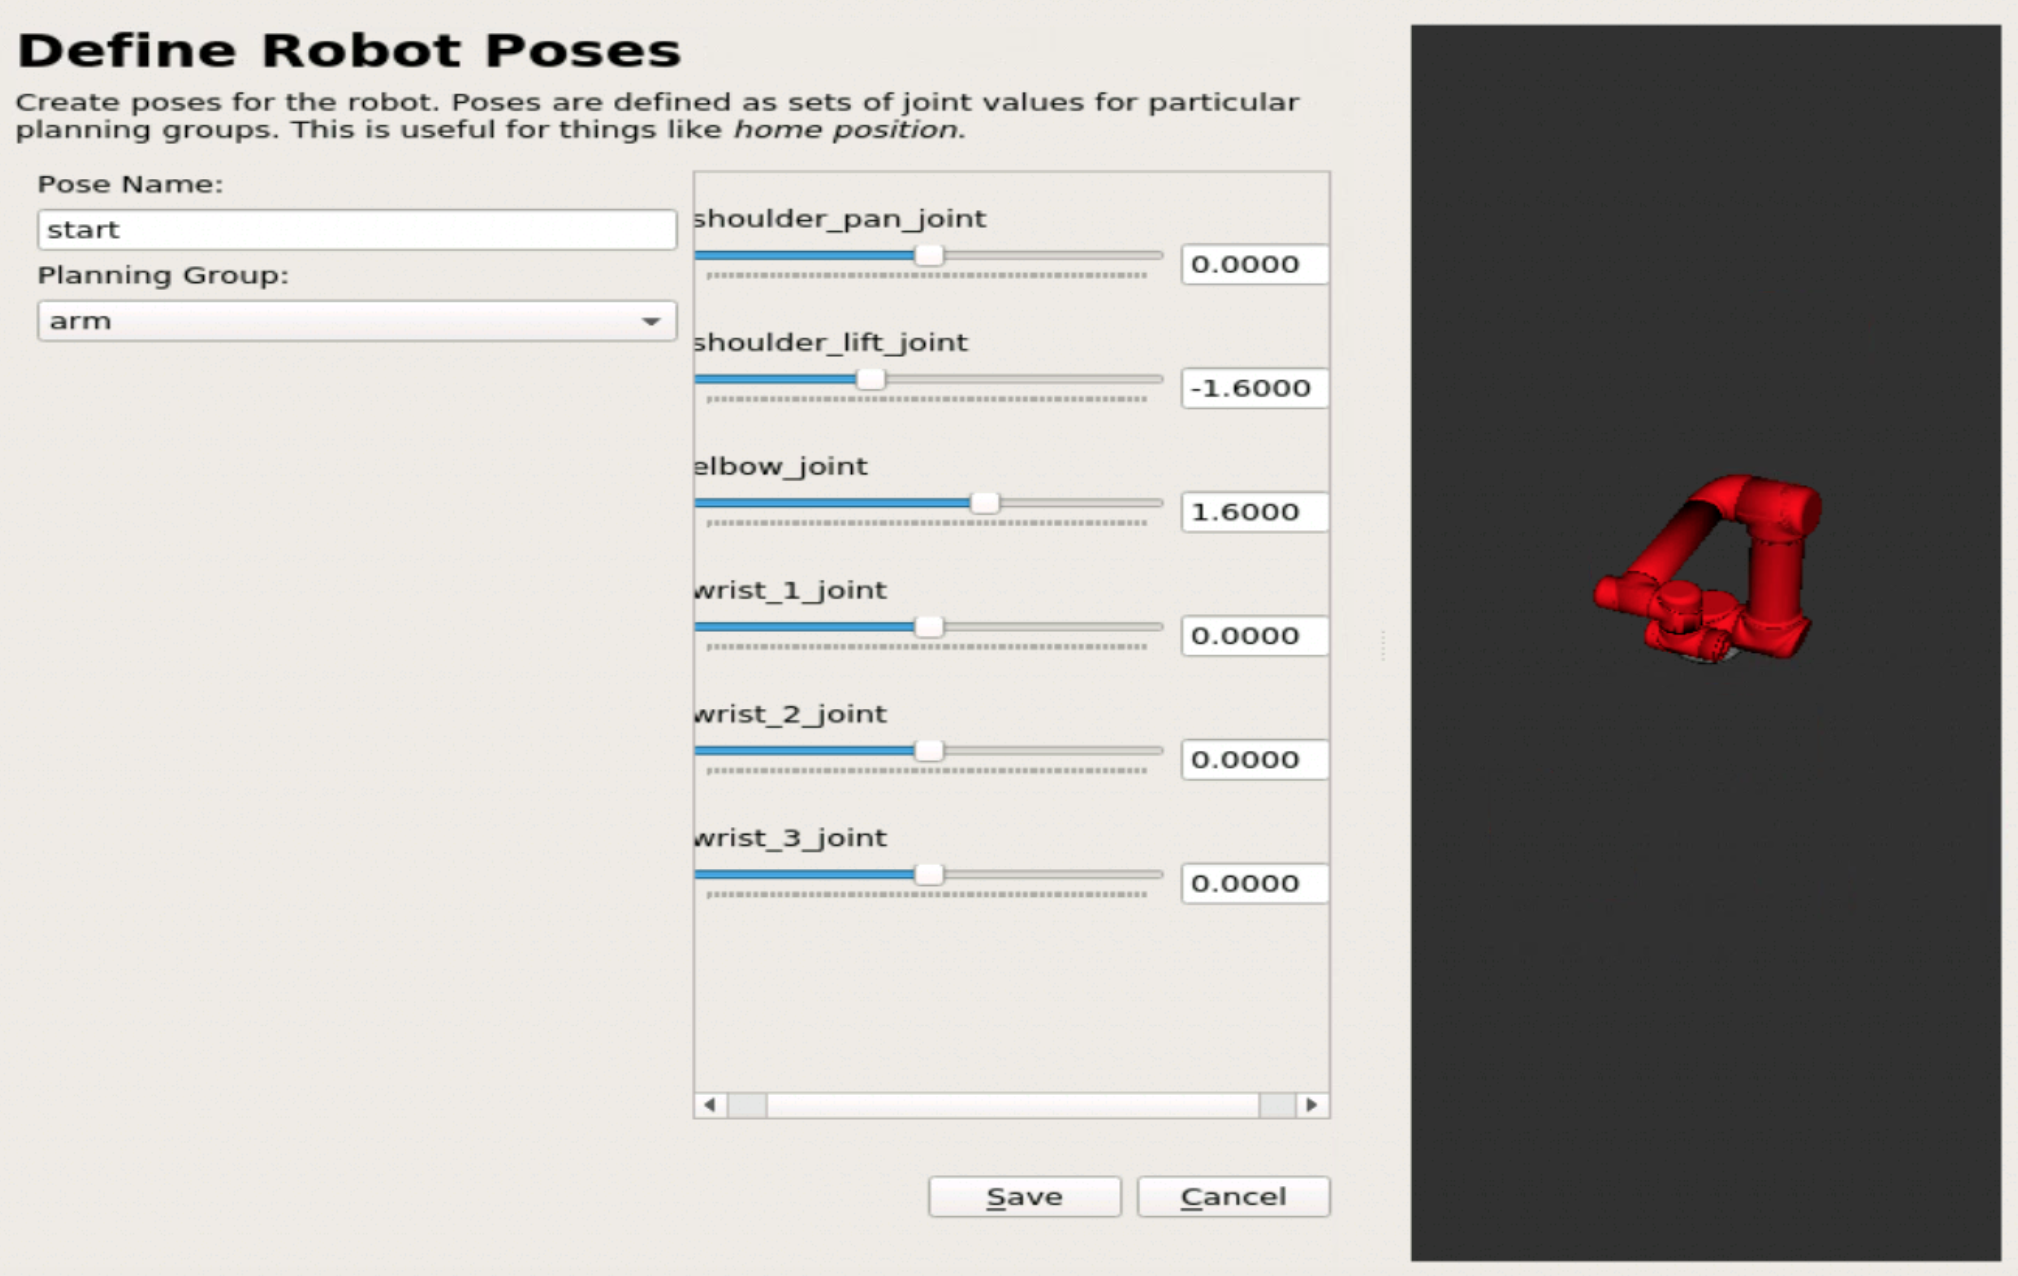 Define Robot Poses
Create poses for the robot. Poses are defined as sets of joint values for particular
planning groups. This is useful for things like home position.
Pose Name:
start
Planning Group:
arm
shoulder_pan_joint
0.0000
shoulder_lift_joint
-1.6000
elbow_joint
1.6000
wrist_1_joint
0.0000
wrist_2_joint
0.0000
wrist_3_joint
0.0000
Save
Cancel